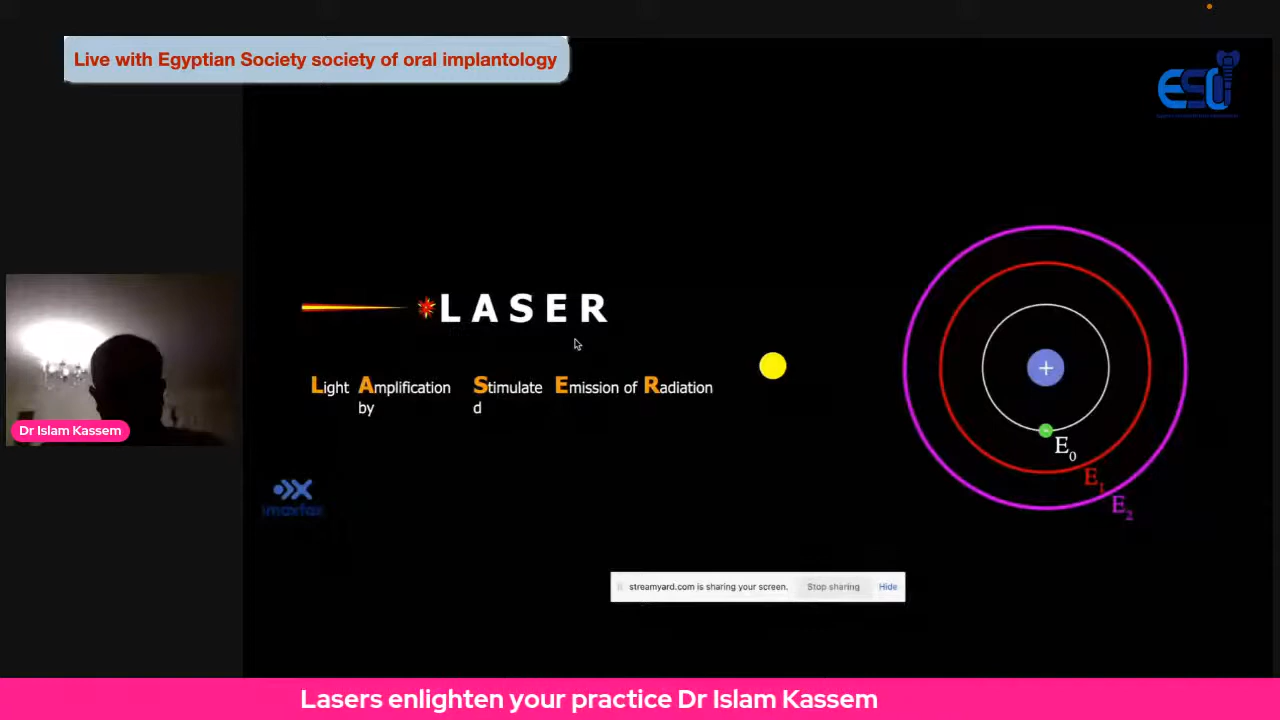 Live with Egyptian Society society of oral implantology
ESOI
LASER
Light Amplification Stimulate Emission of Radiation
by d
+
E0
E1
E2
Dr Islam Kassem
imaxfax
streamyard.com is sharing your screen. Stop sharing Hide
Lasers enlighten your practice Dr Islam Kassem